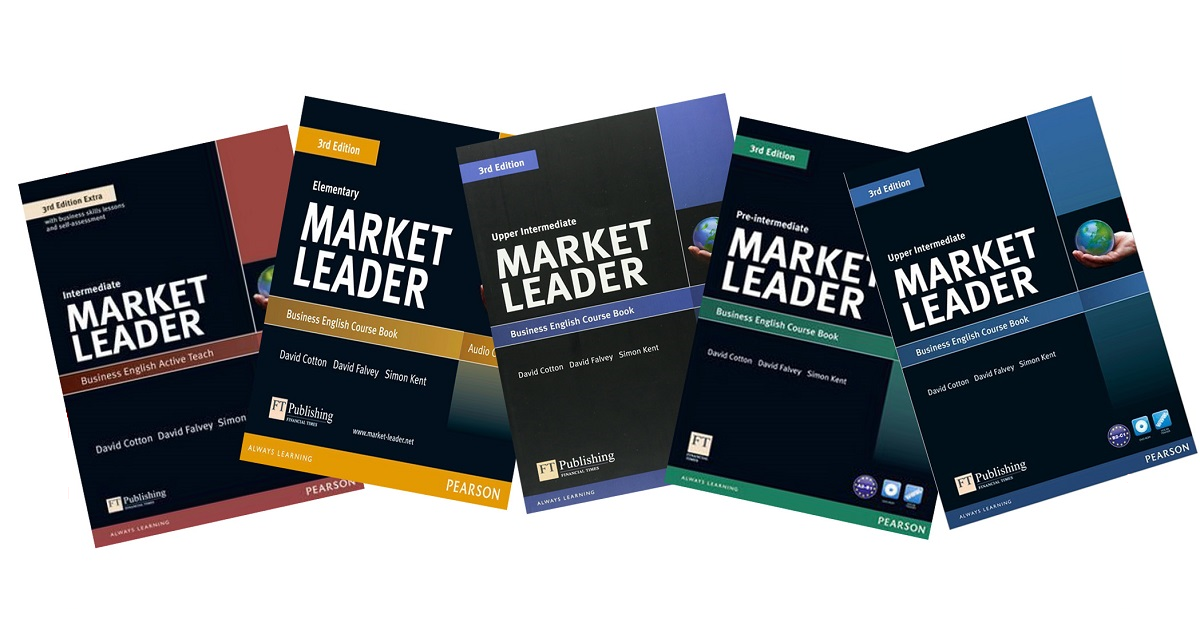 3rd Edition Extra
with business skills lessons
and self-assessment
Intermediate
MARKET
LEADER
Business English Active Teach
David Cotton David Falvey Simon
FT Publishing
FINANCIAL TIMES
ALWAYS LEARNING
PEARSON
3rd Edition
Elementary
MARKET
LEADER
Business English Course Book
Audio C
David Cotton David Falvey Simon Kent
FT Publishing
FINANCIAL TIMES
www.market-leader.net
ALWAYS LEARNING
PEARSON
3rd Edition
Upper Intermediate
MARKET
LEADER
Business English Course Book
David Cotton David Falvey Simon Kent
FT Publishing
FINANCIAL TIMES
ALWAYS LEARNING
3rd Edition
Pre-intermediate
MARKET
LEADER
Business English Course Book
David Cotton David Falvey Simon Kent
FT
FINANCIAL
TIMES
A2-B1
ALWAYS LEARNING
PEARSON
3rd Edition
Upper Intermediate
MARKET
LEADER
Business English Course Book
David Cotton David Falvey Simon Kent
FT Publishing
FINANCIAL TIMES
B2-C1
ALWAYS LEARNING
PEARSON